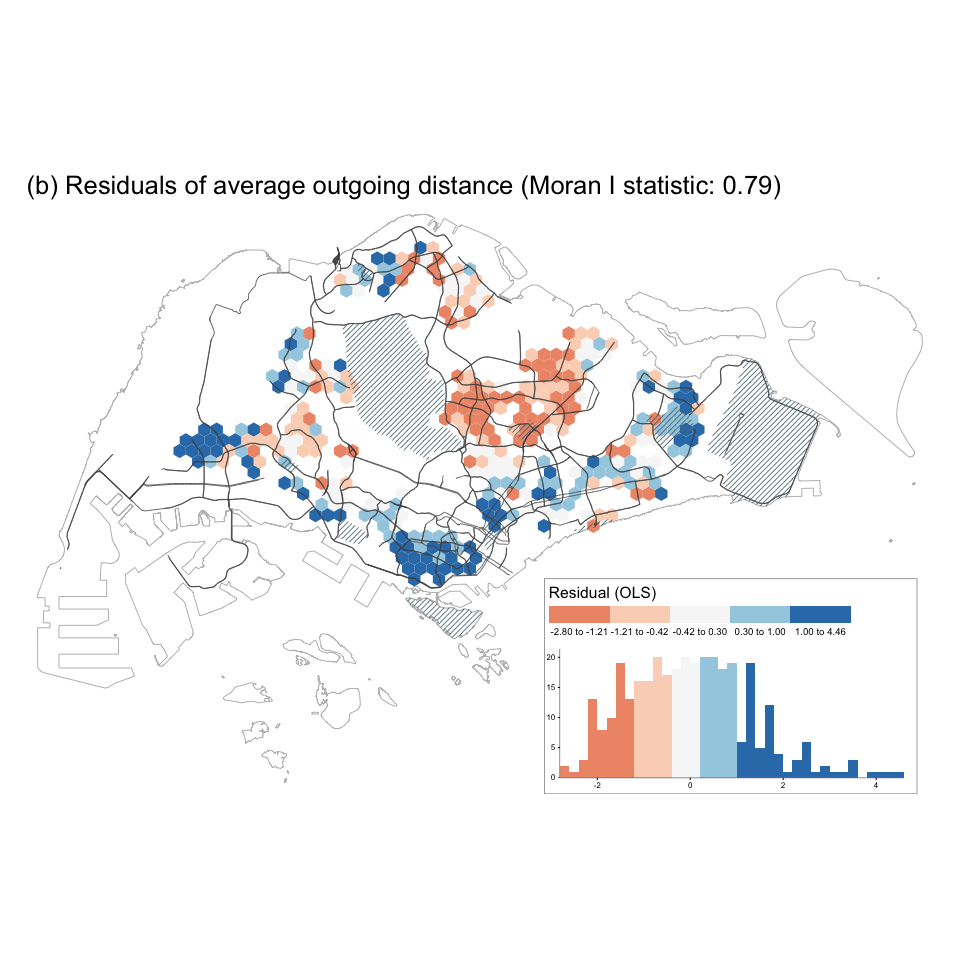 (b) Residuals of average outgoing distance (Moran I statistic: 0.79)
Residual (OLS)
-2.80 to -1.21 -1.21 to -0.42 -0.42 to 0.30 0.30 to 1.00 1.00 to 4.46
20
15
10
5
0
-2 0 2 4